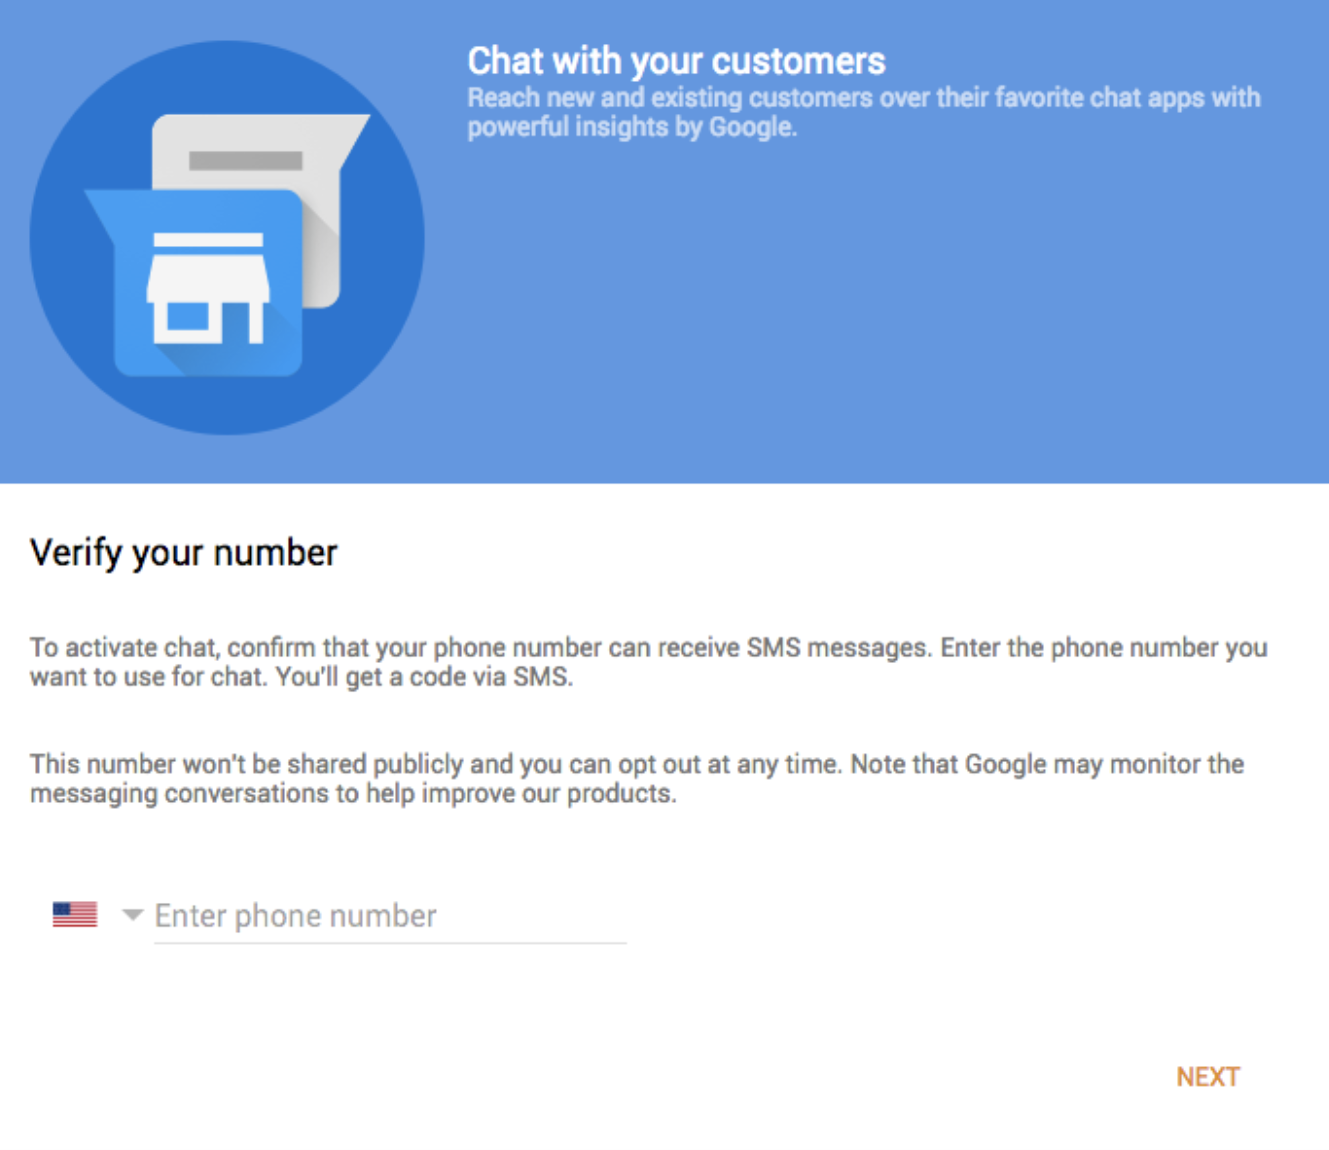 Chat with your customers
Reach new and existing customers over their favorite chat apps with
powerful insights by Google.
Verify your number
To activate chat, confirm that your phone number can receive SMS messages. Enter the phone number you
want to use for chat. You'll get a code via SMS.
This number won't be shared publicly and you can opt out at any time. Note that Google may monitor the
messaging conversations to help improve our products.
Enter phone number
NEXT